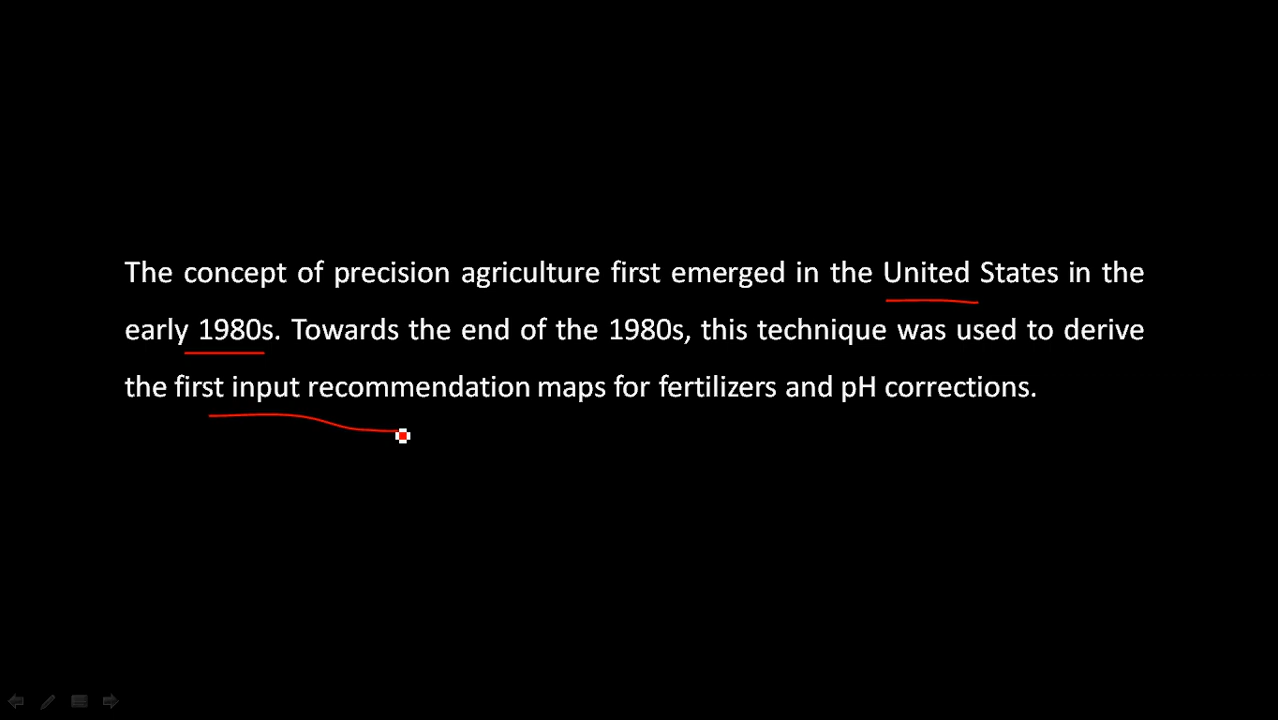 The concept of precision agriculture first emerged in the United States in the
early 1980s. Towards the end of the 1980s, this technique was used to derive
the first input recommendation maps for fertilizers and pH corrections.